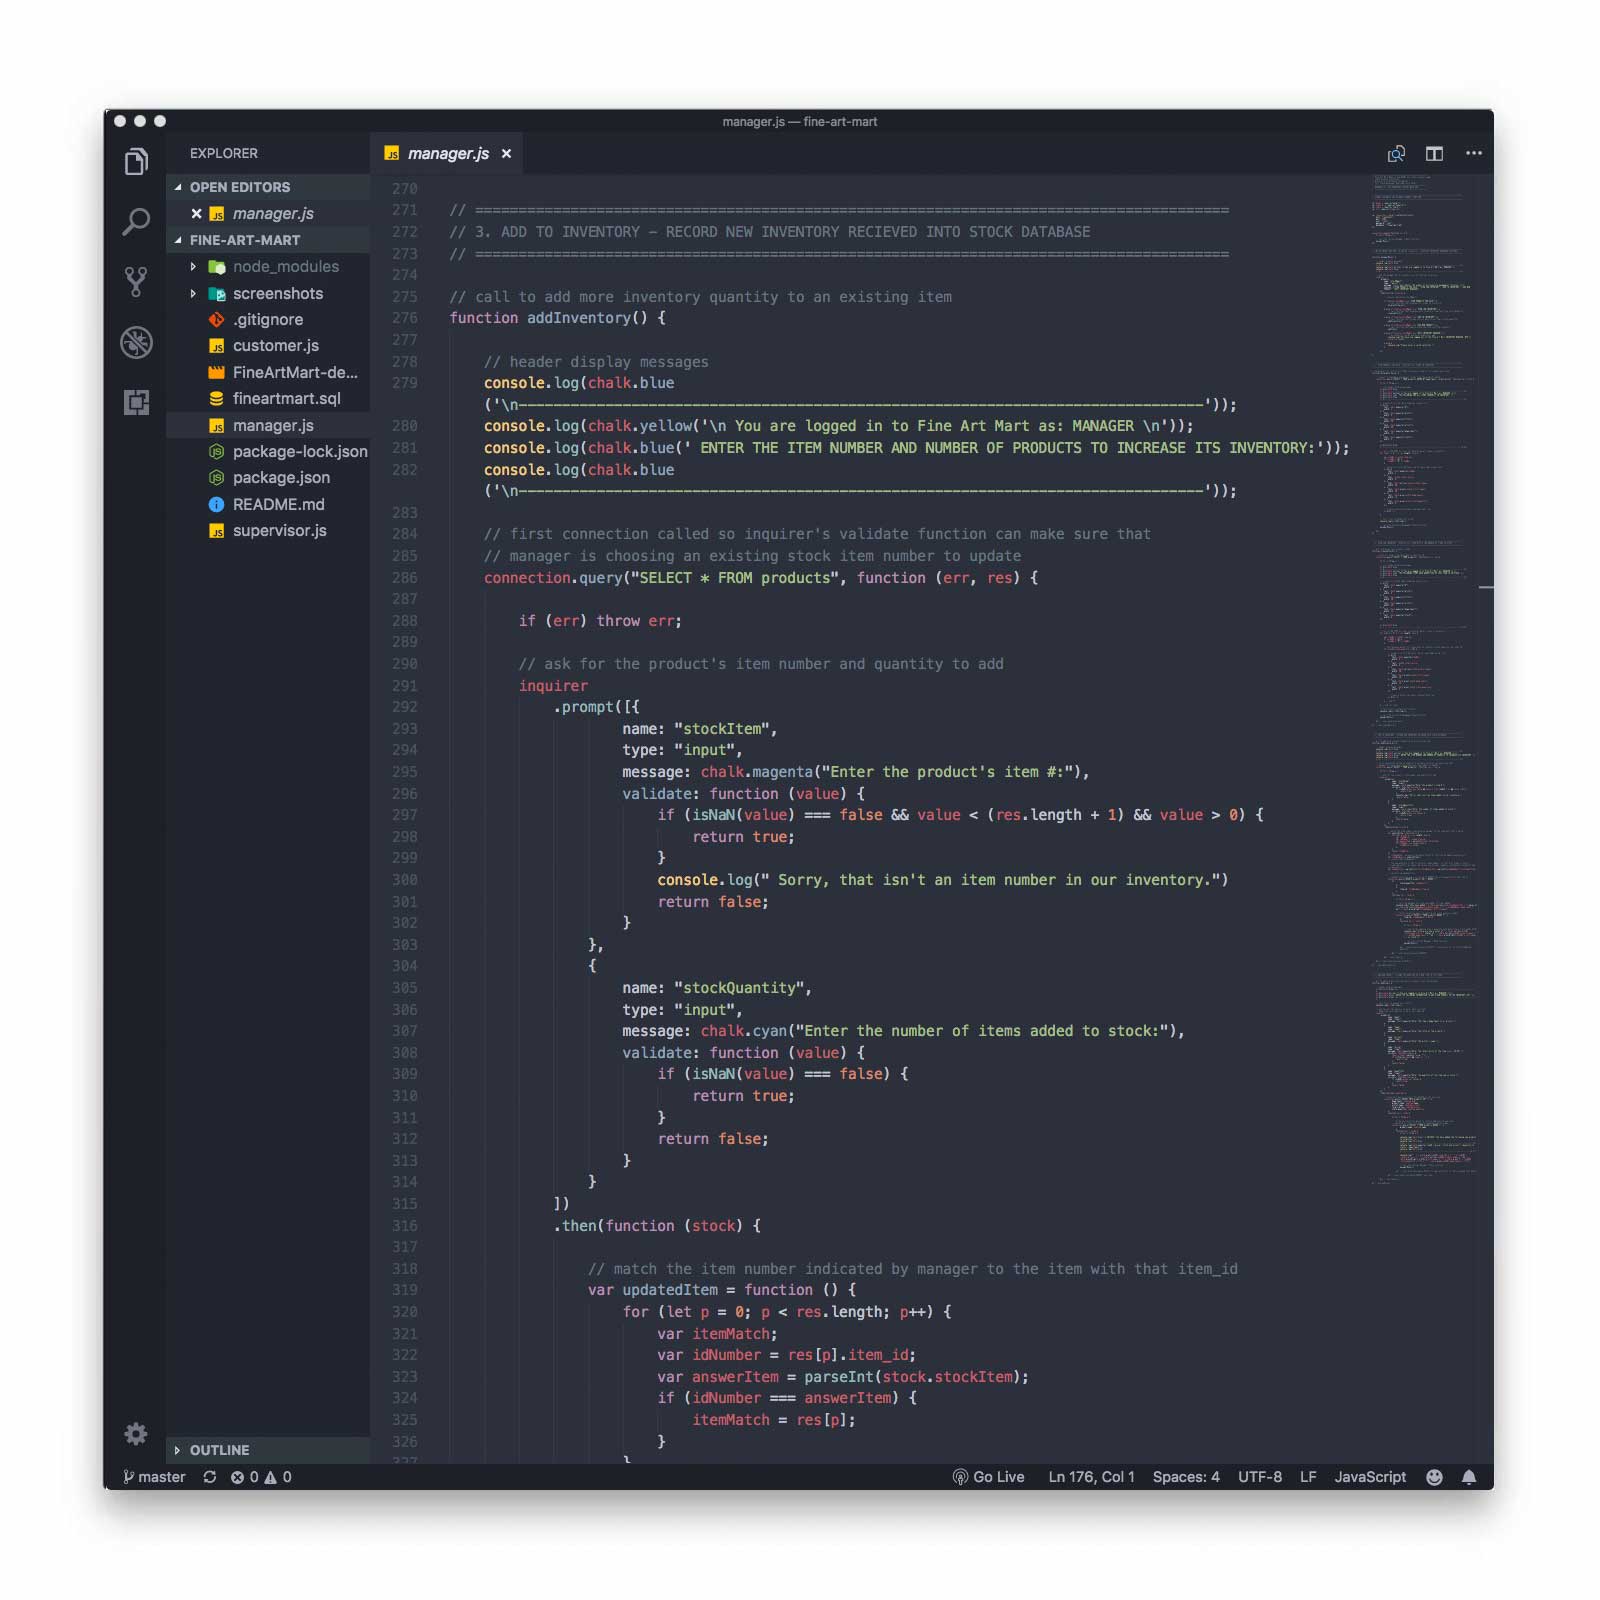 manager.js — fine-art-mart
EXPLORER
OPEN EDITORS
manager.js
FINE-ART-MART
node_modules
screenshots
.gitignore
customer.js
FineArtMart-de...
fineartmart.sql
manager.js
package-lock.json
package.json
README.md
supervisor.js
OUTLINE
manager.js
270
271 // =======================================================================================
272 // 3. ADD TO INVENTORY – RECORD NEW INVENTORY RECIEVED INTO STOCK DATABASE
273 // =======================================================================================
274
275 // call to add more inventory quantity to an existing item
276 function addInventory() {
277
278 // header display messages
279 console.log(chalk.blue
('\n-------------------------------------------------------------------------------'));
280 console.log(chalk.yellow('\n You are logged in to Fine Art Mart as: MANAGER \n'));
281 console.log(chalk.blue(' ENTER THE ITEM NUMBER AND NUMBER OF PRODUCTS TO INCREASE ITS INVENTORY:'));
282 console.log(chalk.blue
('\n-------------------------------------------------------------------------------'));
283
284 // first connection called so inquirer's validate function can make sure that
285 // manager is choosing an existing stock item number to update
286 connection.query("SELECT * FROM products", function (err, res) {
287
288 if (err) throw err;
289
290 // ask for the product's item number and quantity to add
291 inquirer
292 .prompt([{
293 name: "stockItem",
294 type: "input",
295 message: chalk.magenta("Enter the product's item #:"),
296 validate: function (value) {
297 if (isNaN(value) === false && value < (res.length + 1) && value > 0) {
298 return true;
299 }
300 console.log(" Sorry, that isn't an item number in our inventory.")
301 return false;
302 }
303 },
304 {
305 name: "stockQuantity",
306 type: "input",
307 message: chalk.cyan("Enter the number of items added to stock:"),
308 validate: function (value) {
309 if (isNaN(value) === false) {
310 return true;
311 }
312 return false;
313 }
314 }
315 ])
316 .then(function (stock) {
317
318 // match the item number indicated by manager to the item with that item_id
319 var updatedItem = function () {
320 for (let p = 0; p < res.length; p++) {
321 var itemMatch;
322 var idNumber = res[p].item_id;
323 var answerItem = parseInt(stock.stockItem);
324 if (idNumber === answerItem) {
325 itemMatch = res[p];
326 }
327 }
master 0 0 Go Live Ln 176, Col 1 Spaces: 4 UTF-8 LF JavaScript